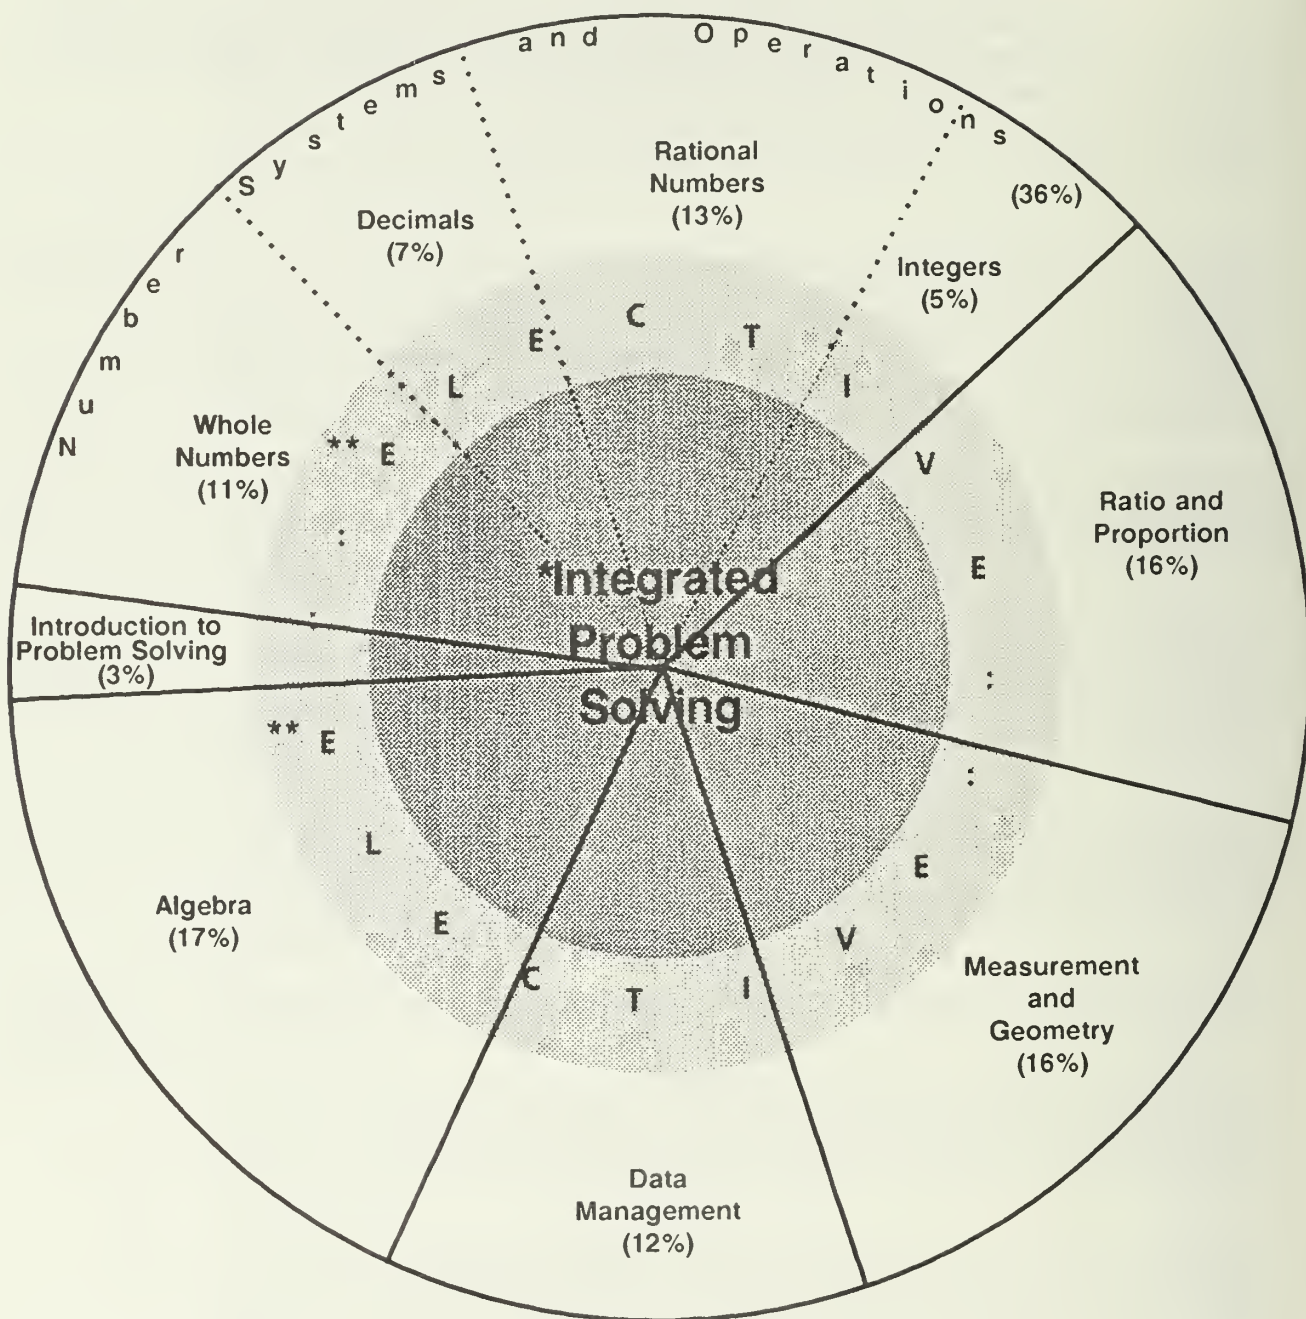 Number Systems and Operations
(36%)
Rational
Numbers
(13%)
Decimals
(7%)
Integers
(5%)
Whole
Numbers
(11%)
** ELECTIVE
Ratio and
Proportion
(16%)
*Integrated
Problem
Solving
Introduction to
Problem Solving
(3%)
** ELECTIVE
Algebra
(17%)
Measurement
and
Geometry
(16%)
Data
Management
(12%)